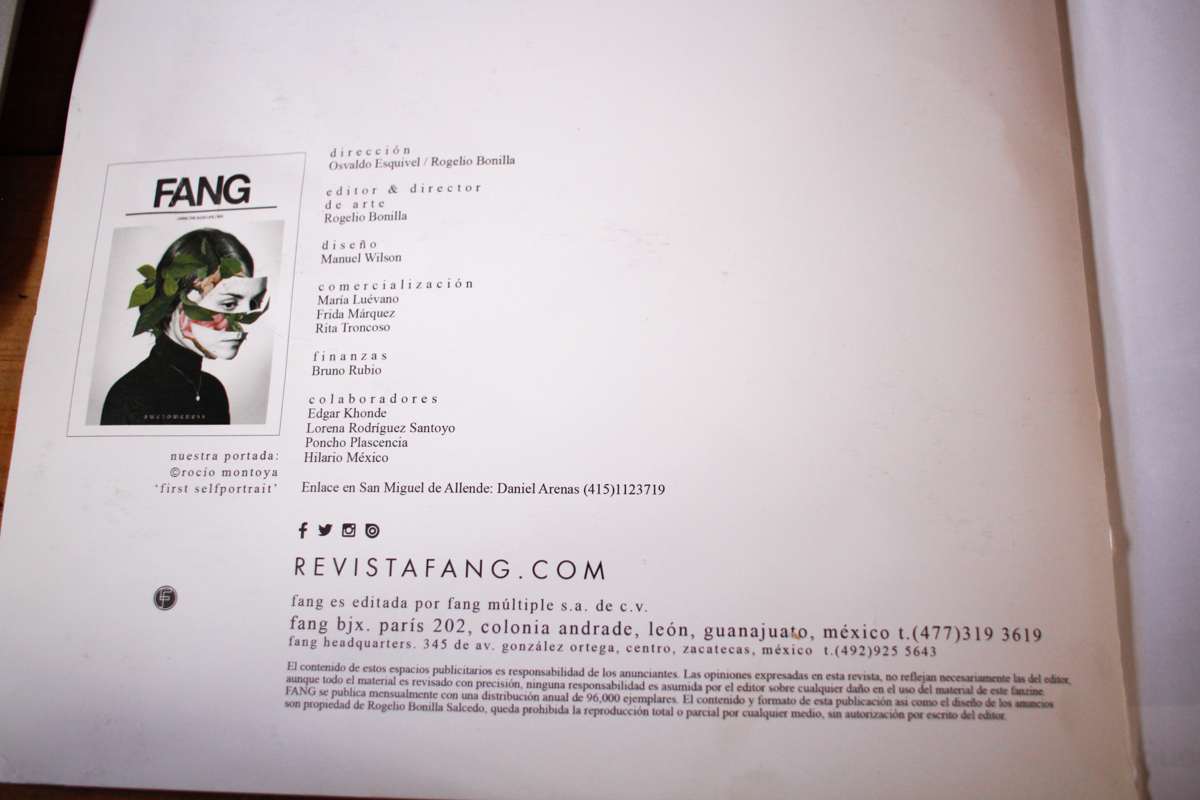 FANG
awesomeness
nuestra portada:
©rocío montoya
‘first selfportrait’
dirección
Osvaldo Esquivel / Rogelio Bonilla
editor & director
de arte
Rogelio Bonilla
diseño
Manuel Wilson
comercialización
María Luévano
Frida Márquez
Rita Troncoso
finanzas
Bruno Rubio
colaboradores
Edgar Khonde
Lorena Rodríguez Santoyo
Poncho Plascencia
Hilario México
Enlace en San Miguel de Allende: Daniel Arenas (415)1123719
REVISTAFANG.COM
fang es editada por fang múltiple s.a. de c.v.
fang bjx. parís 202, colonia andrade, león, guanajuato, méxico t.(477)319 3619
fang headquarters. 345 de av. gonzález ortega, centro, zacatecas, méxico t.(492)925 5643
El contenido de estos espacios publicitarios es responsabilidad de los anunciantes. Las opiniones expresadas en esta revista, no reflejan necesariamente las del editor,
aunque todo el material es revisado con precisión, ninguna responsabilidad es asumida por el editor sobre cualquier daño en el uso del material de este fanzine.
FANG se publica mensualmente con una distribución anual de 96,000 ejemplares. El contenido y formato de esta publicación asi como el diseño de los anuncios
son propiedad de Rogelio Bonilla Salcedo, queda prohibida la reproducción total o parcial por cualquier medio, sin autorización por escrito del editor.